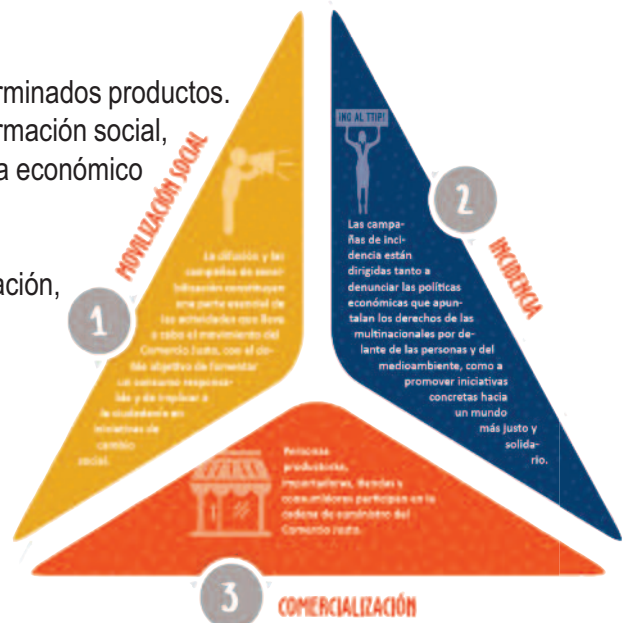 rminados productos.
rmación social,
a económico
ación,
1
MOVILIZACIÓN SOCIAL
La difusión y las
campañas de sensi-
bilización constituyen
una parte esencial de
las actividades que lleva
a cabo el movimiento del
Comercio Justo, con el do-
ble objetivo de fomentar
un consumo responsa-
ble y de implicar a
la ciudadanía en
iniciativas de
cambio
social.
2
INCIDENCIA
¡NO AL TTIP!
Las campa-
ñas de inci-
dencia están
dirigidas tanto a
denunciar las políticas
económicas que apun-
talan los derechos de las
multinacionales por de-
lante de las personas y del
medioambiente, como a
promover iniciativas
concretas hacia
un mundo
más justo y
solida-
rio.
Personas
productoras,
importadoras, tiendas y
consumidores participan en la
cadena de suministro del
Comercio Justo.
3
COMERCIALIZACIÓN